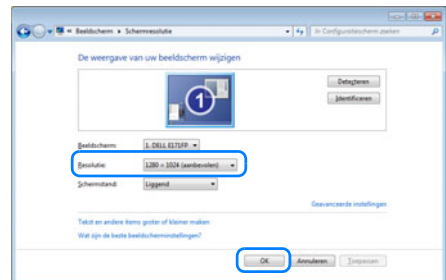 « Beeldscherm ▸ Schermresolutie
In Configuratiescherm zoeken
De weergave van uw beeldscherm wijzigen
1
Detecteren
Identificeren
Beeldscherm: 1. DELL E171FP
Resolutie: 1280 × 1024 (aanbevolen)
Schermstand: Liggend
Geavanceerde instellingen
Tekst en andere items groter of kleiner maken
Wat zijn de beste beeldscherminstellingen?
OK Annuleren Toepassen